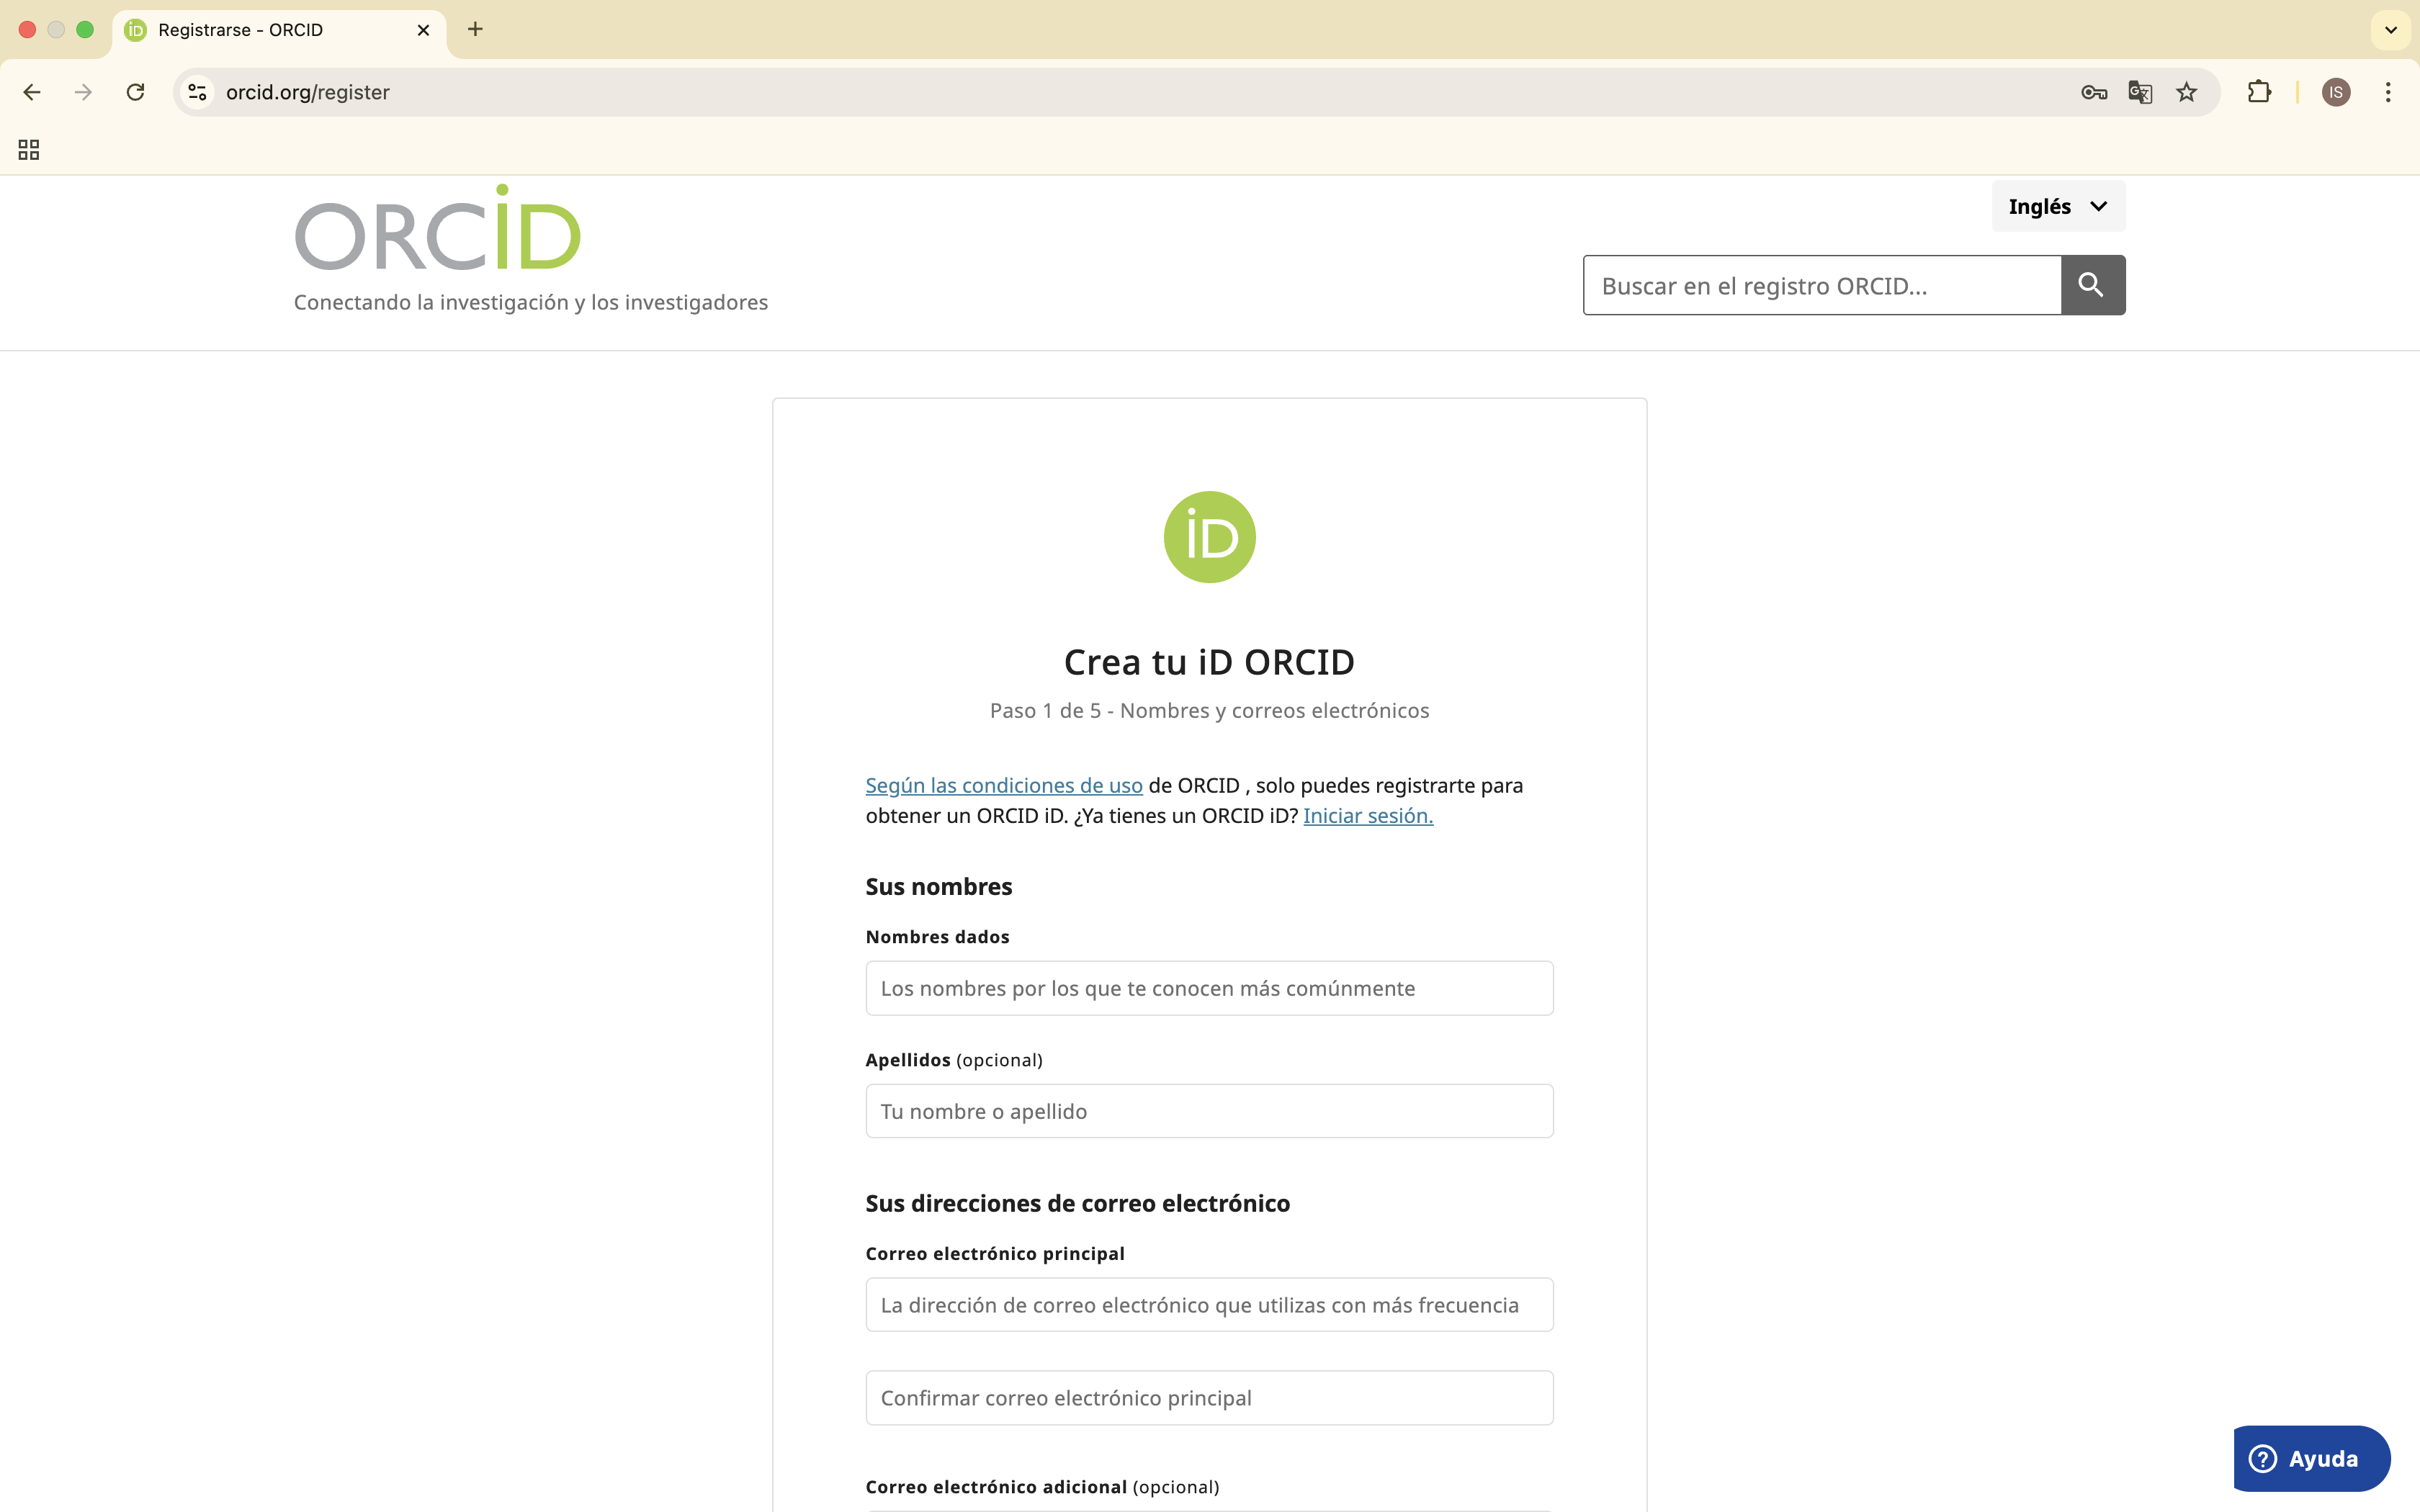 Registrarse - ORCID
orcid.org/register
IS
ORCiD
Conectando la investigación y los investigadores
Inglés
Buscar en el registro ORCID...
iD
Crea tu iD ORCID
Paso 1 de 5 - Nombres y correos electrónicos
Según las condiciones de uso de ORCID , solo puedes registrarte para
obtener un ORCID iD. ¿Ya tienes un ORCID iD? Iniciar sesión.
Sus nombres
Nombres dados
Los nombres por los que te conocen más comúnmente
Apellidos (opcional)
Tu nombre o apellido
Sus direcciones de correo electrónico
Correo electrónico principal
La dirección de correo electrónico que utilizas con más frecuencia
Confirmar correo electrónico principal
Correo electrónico adicional (opcional)
Ayuda